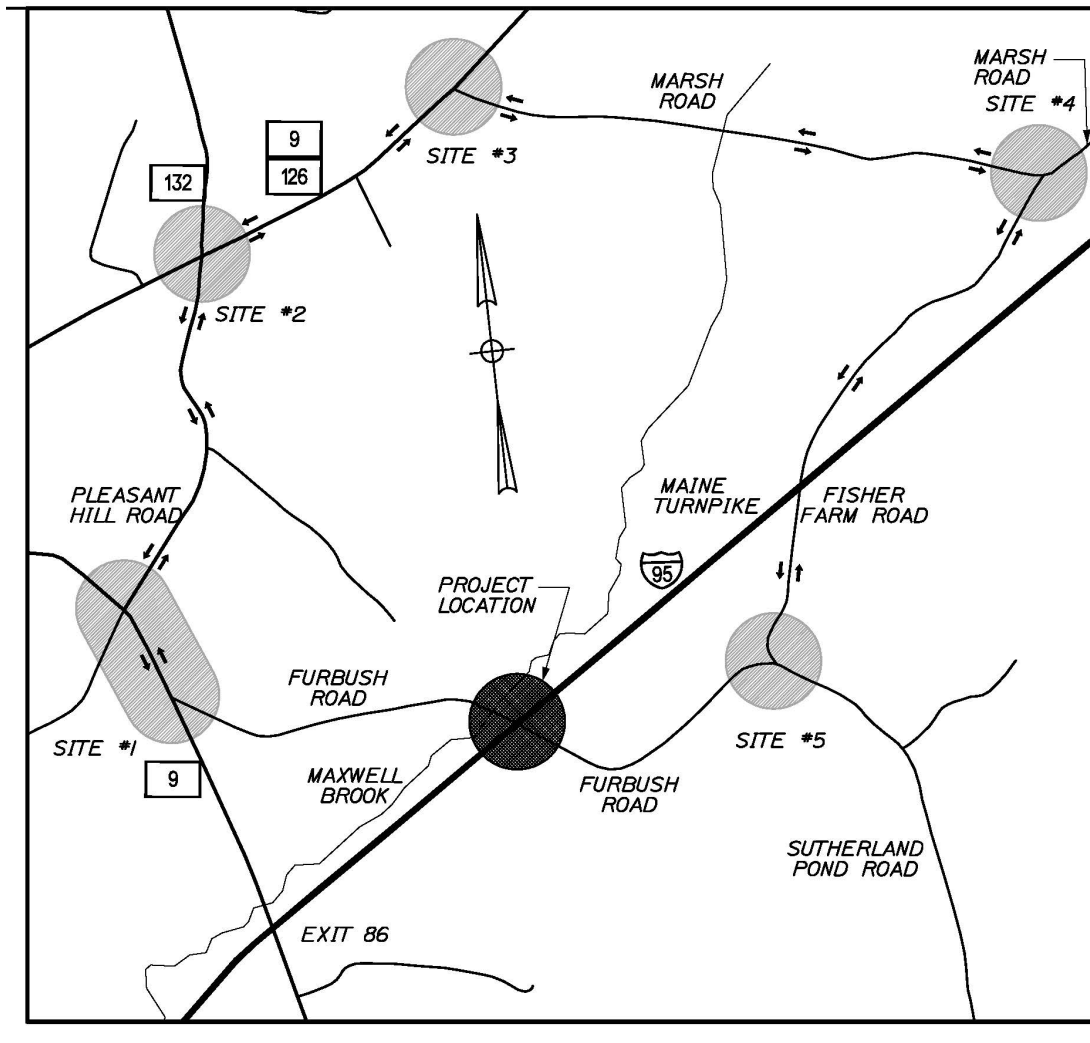 MARSH
ROAD
MARSH
ROAD
SITE #4
9
126
SITE #3
132
SITE #2
PLEASANT
HILL ROAD
MAINE
TURNPIKE
FISHER
FARM ROAD
95
PROJECT
LOCATION
FURBUSH
ROAD
SITE #1
9
MAXWELL
BROOK
FURBUSH
ROAD
SITE #5
SUTHERLAND
POND ROAD
EXIT 86